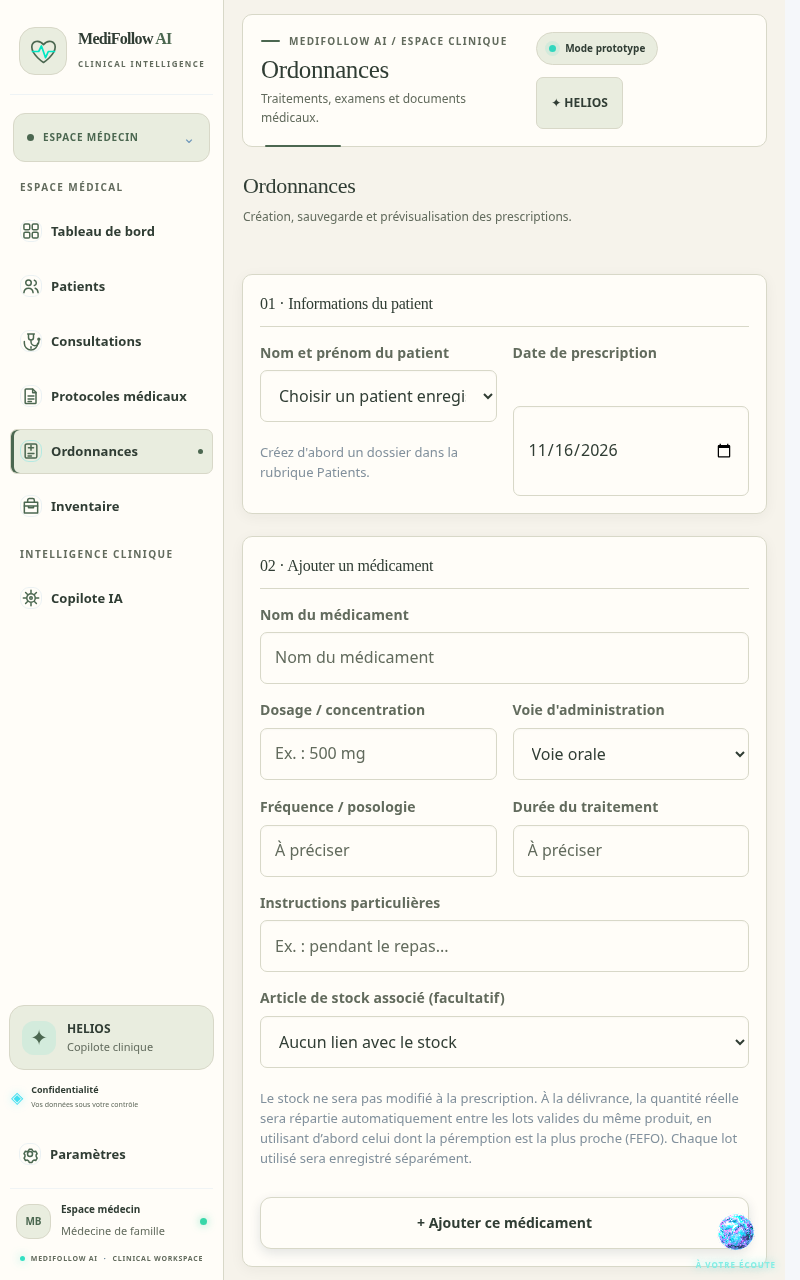 MediFollow AI
CLINICAL INTELLIGENCE
ESPACE MÉDECIN
ESPACE MÉDICAL
Tableau de bord
Patients
Consultations
Protocoles médicaux
Ordonnances
Inventaire
INTELLIGENCE CLINIQUE
Copilote IA
HELIOS
Copilote clinique
Confidentialité
Vos données sous votre contrôle
Paramètres
MB
Espace médecin
Médecine de famille
MEDIFOLLOW AI · CLINICAL WORKSPACE
MEDIFOLLOW AI / ESPACE CLINIQUE
Ordonnances
Traitements, examens et documents
médicaux.
Mode prototype
✦ HELIOS
Ordonnances
Création, sauvegarde et prévisualisation des prescriptions.
01 · Informations du patient
Nom et prénom du patient
Date de prescription
Choisir un patient enregi
11/16/2026
Créez d'abord un dossier dans la
rubrique Patients.
02 · Ajouter un médicament
Nom du médicament
Nom du médicament
Dosage / concentration
Voie d'administration
Ex. : 500 mg
Voie orale
Fréquence / posologie
Durée du traitement
À préciser
À préciser
Instructions particulières
Ex. : pendant le repas...
Article de stock associé (facultatif)
Aucun lien avec le stock
Le stock ne sera pas modifié à la prescription. À la délivrance, la quantité réelle
sera répartie automatiquement entre les lots valides du même produit, en
utilisant d'abord celui dont la péremption est la plus proche (FEFO). Chaque lot
utilisé sera enregistré séparément.
+ Ajouter ce médicament
À VOTRE ÉCOUTE